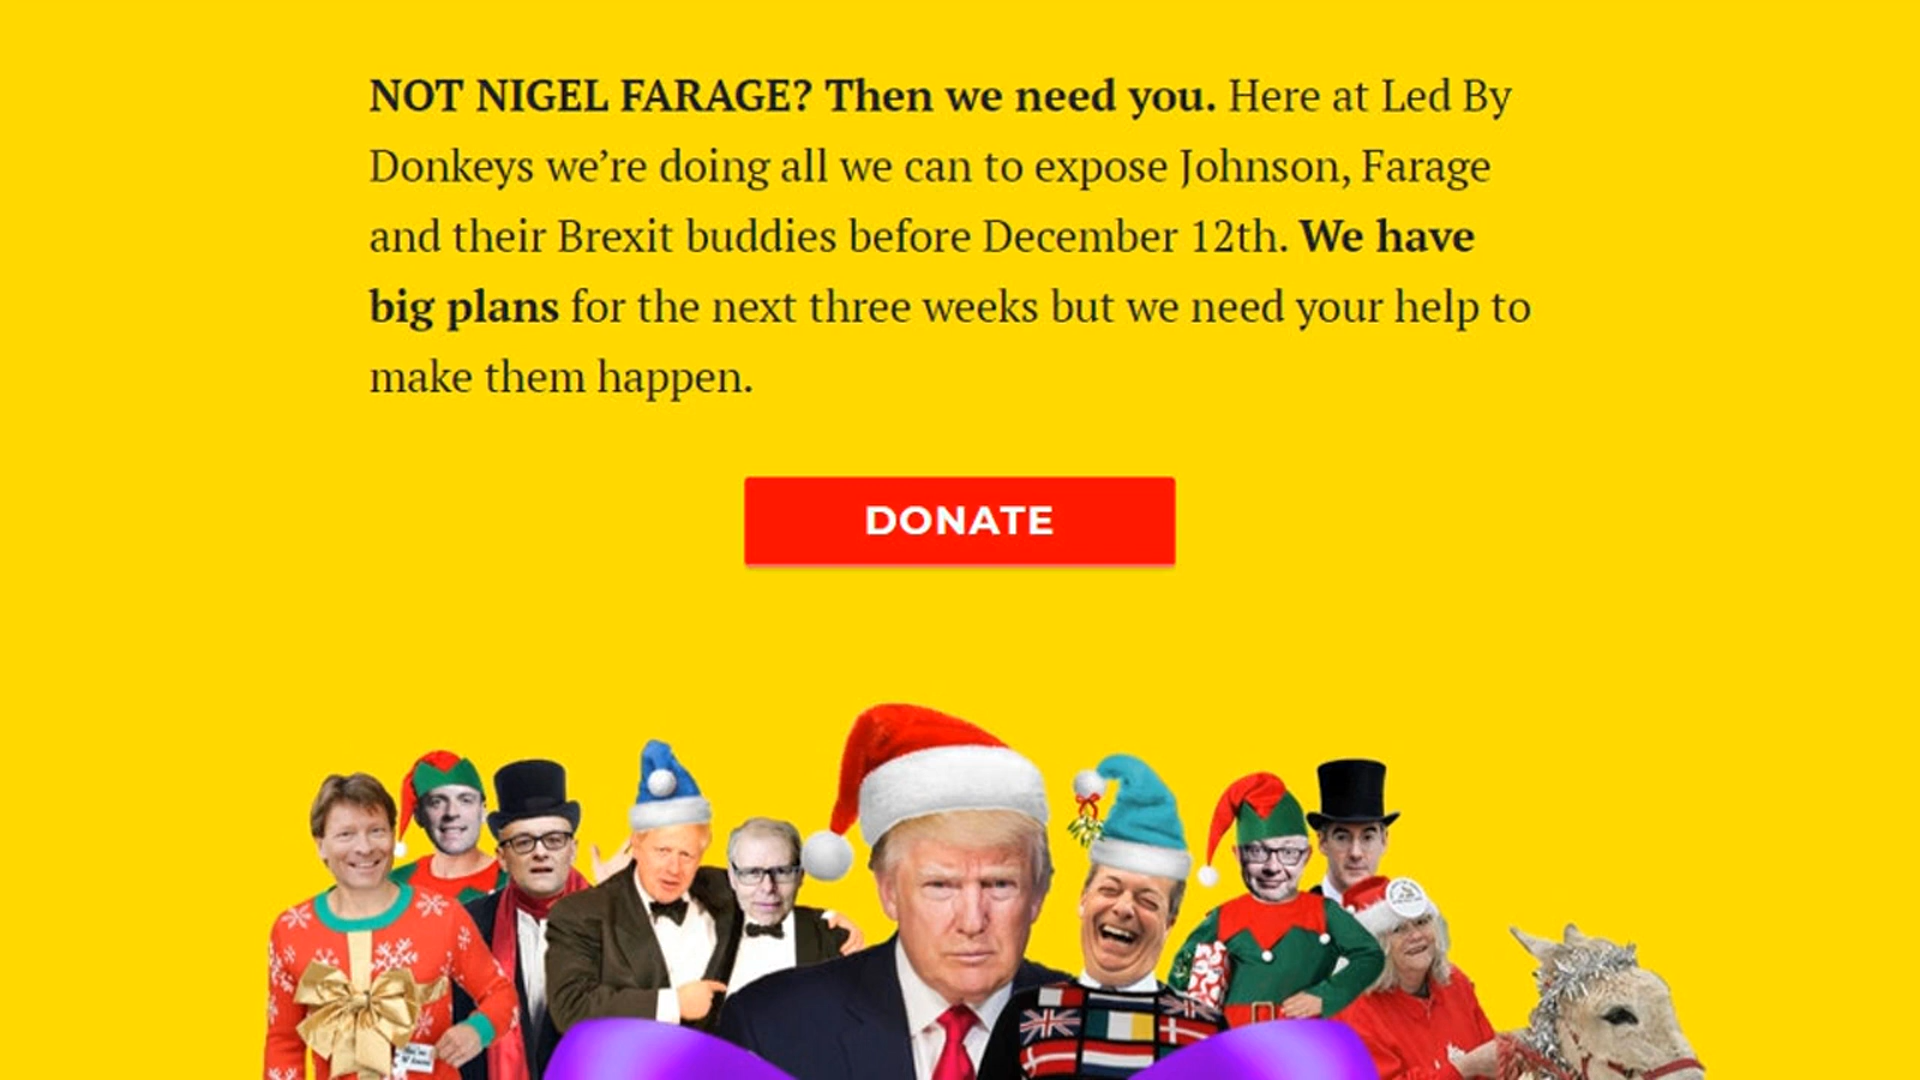 NOT NIGEL FARAGE? Then we need you. Here at Led By
Donkeys we’re doing all we can to expose Johnson, Farage
and their Brexit buddies before December 12th. We have
big plans for the next three weeks but we need your help to
make them happen.
DONATE